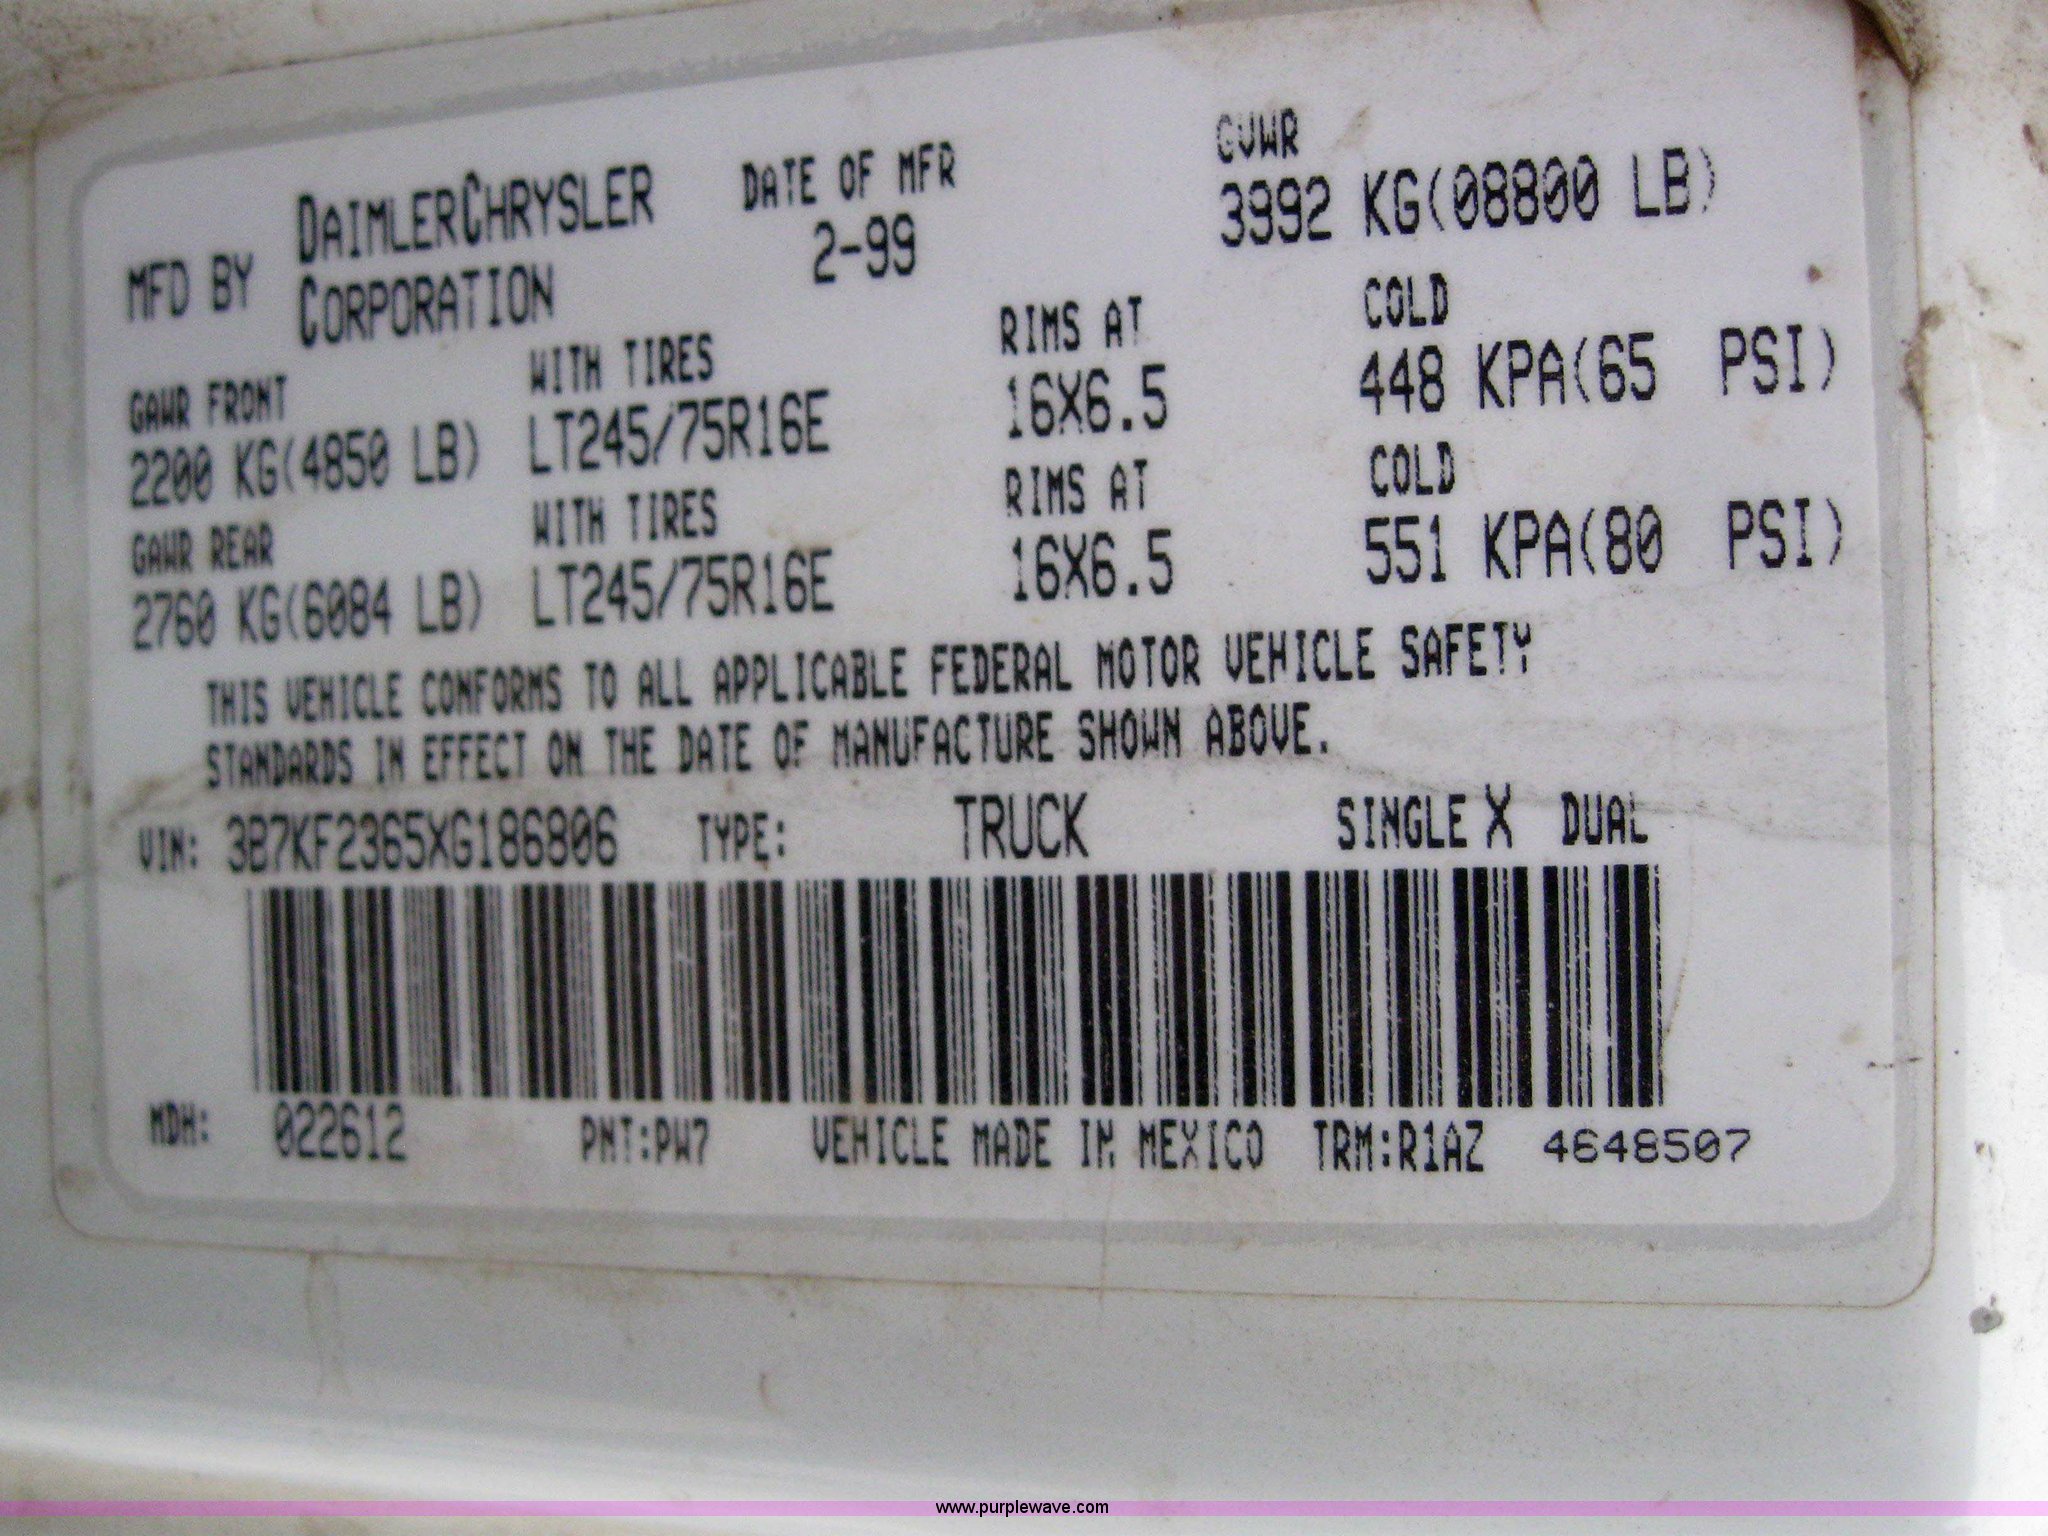 MFD BY DAIMLERCHRYSLER CORPORATION DATE OF MFR 2-99 GVWR 3992 KG(08800 LB)
GAWR FRONT WITH TIRES RIMS AT COLD
2200 KG(4850 LB) LT245/75R16E 16X6.5 448 KPA(65 PSI)
GAWR REAR WITH TIRES RIMS AT COLD
2760 KG(6084 LB) LT245/75R16E 16X6.5 551 KPA(80 PSI)
THIS VEHICLE CONFORMS TO ALL APPLICABLE FEDERAL MOTOR VEHICLE SAFETY
STANDARDS IN EFFECT ON THE DATE OF MANUFACTURE SHOWN ABOVE.
VIN: 3B7KF2365XG186806 TYPE: TRUCK SINGLE X DUAL
MDH: 022612 PNT:PW7 VEHICLE MADE IN MEXICO TRM:R1AZ 4648507
www.purplewave.com